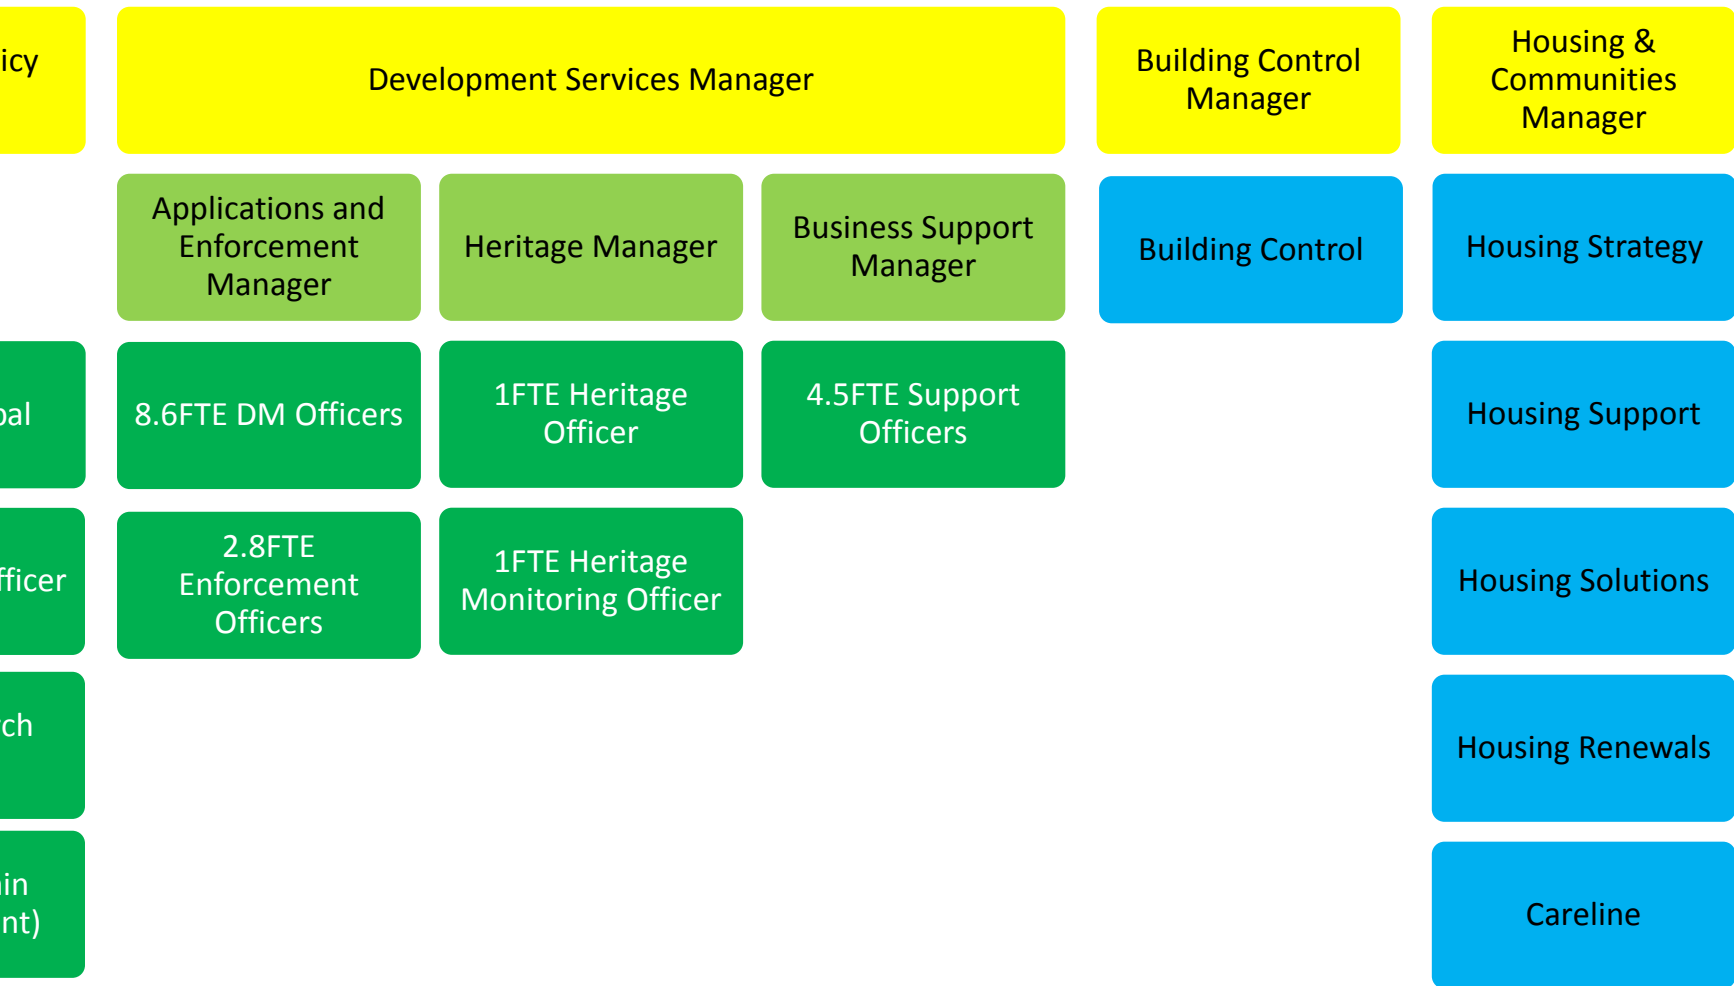 Development Services Manager
Building Control
Manager
Housing &
Communities
Manager
Applications and
Enforcement
Manager
Heritage Manager
Business Support
Manager
Building Control
Housing Strategy
8.6FTE DM Officers
1FTE Heritage
Officer
4.5FTE Support
Officers
Housing Support
2.8FTE
Enforcement
Officers
1FTE Heritage
Monitoring Officer
Housing Solutions
Housing Renewals
Careline